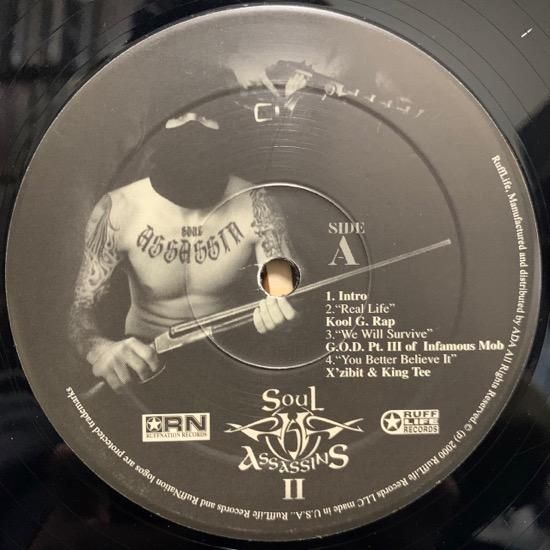 SOUL
ASSASSIN
SIDE
A
1. Intro
2."Real Life"
Kool G. Rap
3."We Will Survive"
G.O.D. Pt. III of Infamous Mob
4."You Better Believe It"
X'zibit & King Tee
RN
RUFFNATION RECORDS
SOUL
ASSASSINS
II
RUFF
LIFE
RECORDS
RuffLife, Manufactured and distributed by ADA All Rights Reserved.© (p) 2000 RuffLife Records LLC made in U.S.A.. RuffLife Records and RuffNation logos are protected trademarks